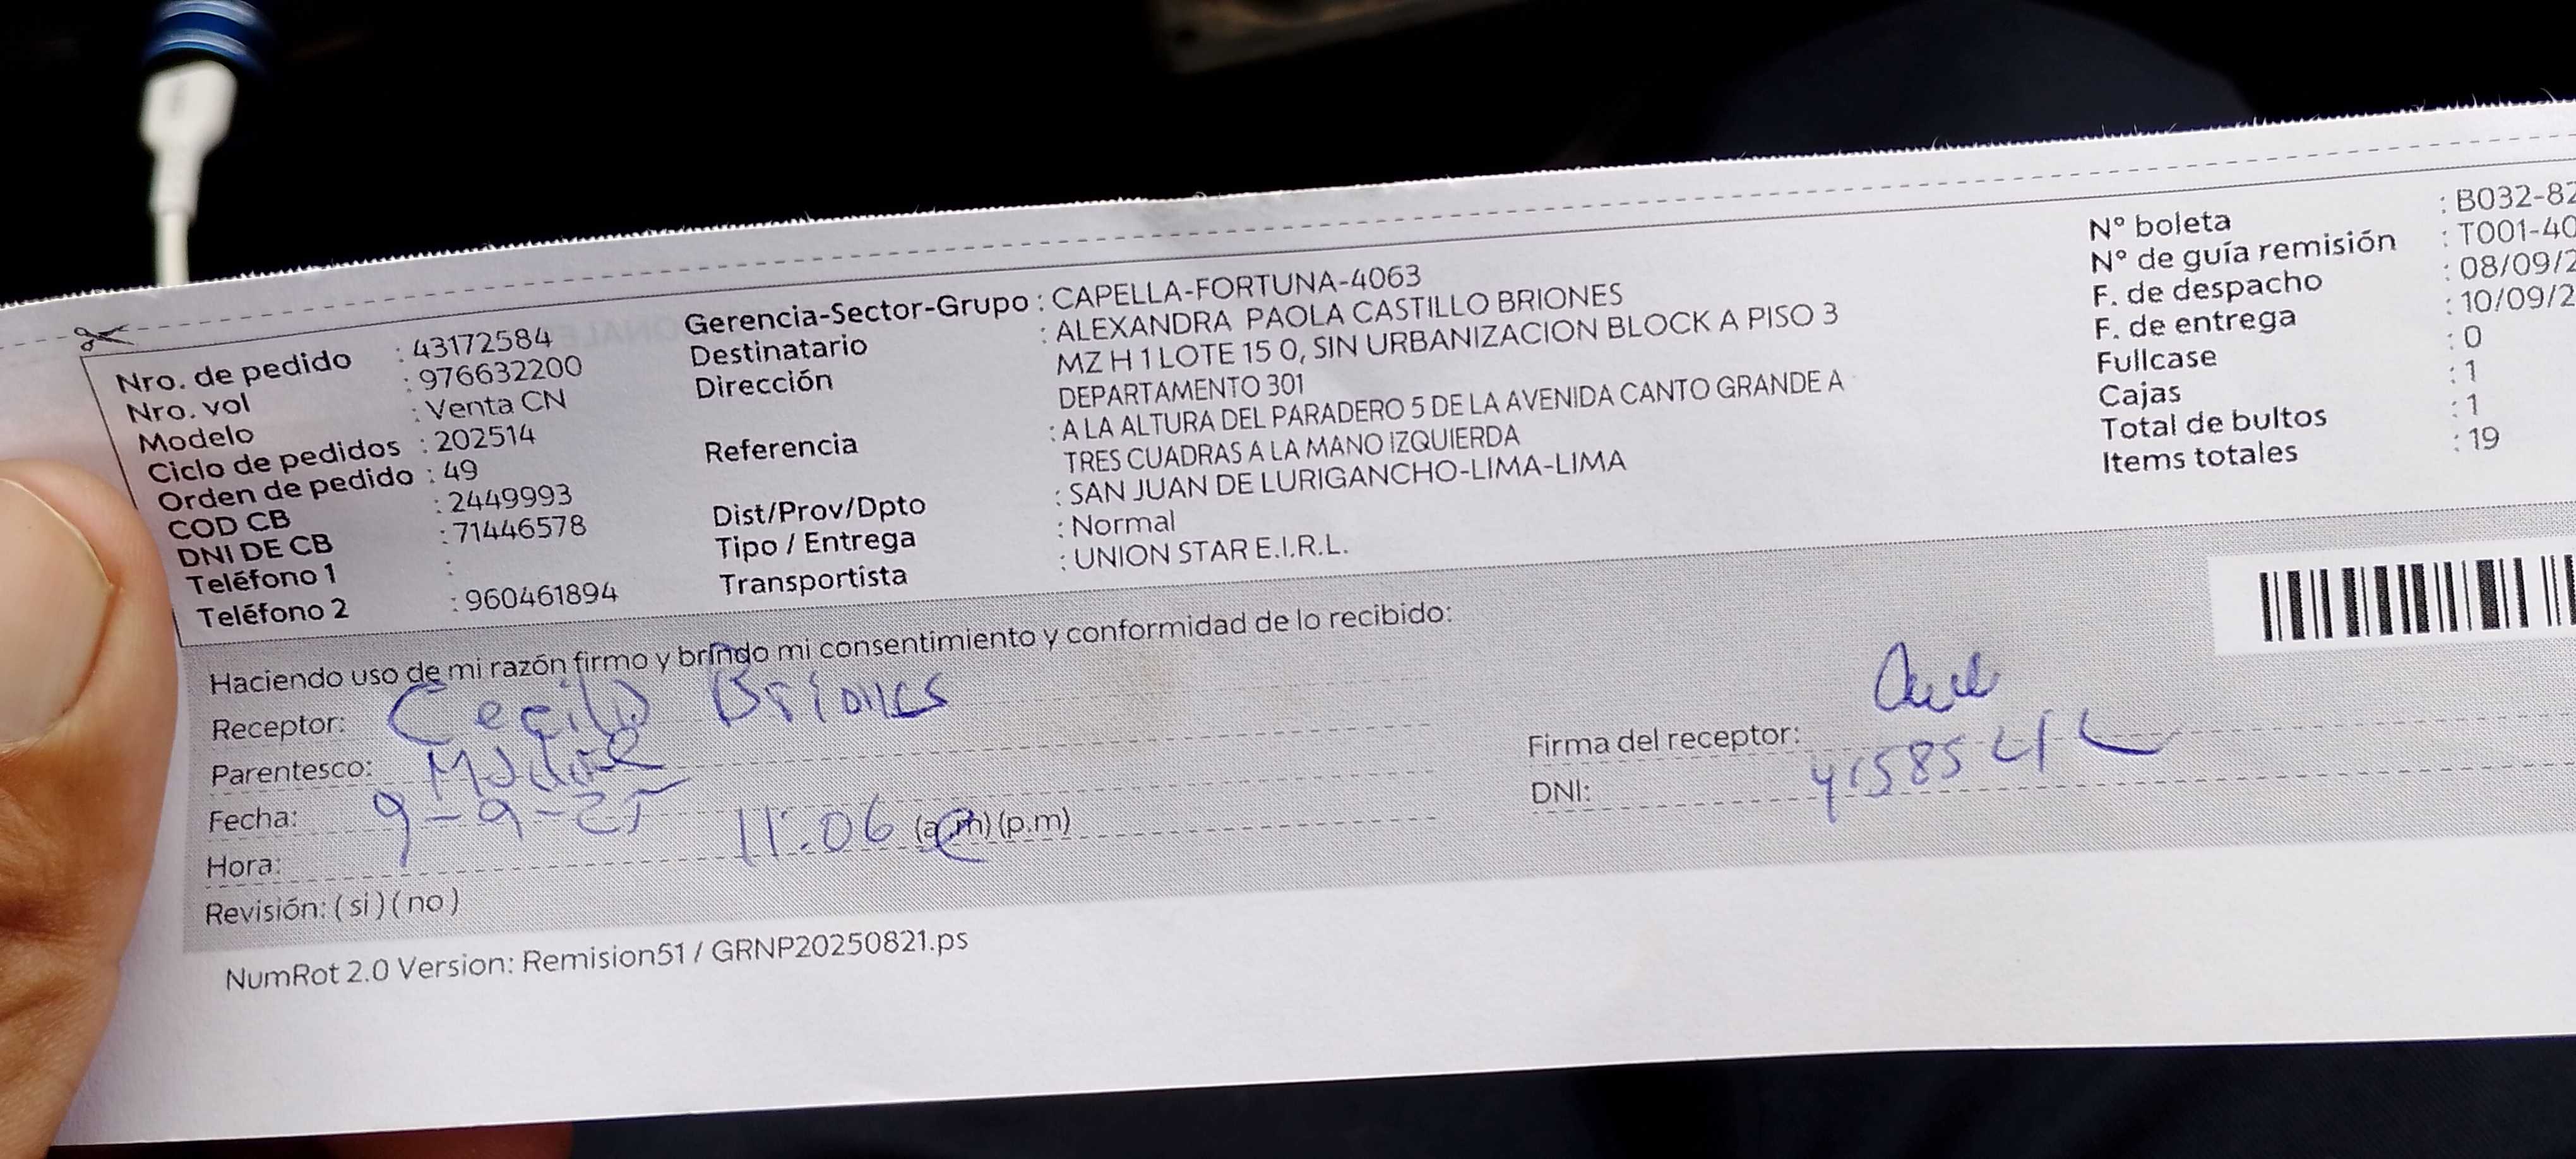 Nro. de pedido : 43172584
Nro. vol : 976632200
Modelo : Venta CN
Ciclo de pedidos : 202514
Orden de pedido : 49
COD CB : 2449993
DNI DE CB : 71446578
Teléfono 1 :
Teléfono 2 : 960461894
Gerencia-Sector-Grupo : CAPELLA-FORTUNA-4063
Destinatario : ALEXANDRA PAOLA CASTILLO BRIONES
Dirección MZ H 1 LOTE 15 0, SIN URBANIZACION BLOCK A PISO 3
DEPARTAMENTO 301
Referencia : A LA ALTURA DEL PARADERO 5 DE LA AVENIDA CANTO GRANDE A
TRES CUADRAS A LA MANO IZQUIERDA
Dist/Prov/Dpto : SAN JUAN DE LURIGANCHO-LIMA-LIMA
Tipo / Entrega : Normal
Transportista : UNION STAR E.I.R.L.
Nº boleta : B032-82
Nº de guía remisión : T001-40
F. de despacho : 08/09/2
F. de entrega : 10/09/2
Fullcase : 0
Cajas : 1
Total de bultos : 1
Items totales : 19
Haciendo uso de mi razón firmo y brindo mi consentimiento y conformidad de lo recibido:
Receptor: Cecilia Briones
Parentesco: Madre
Fecha: 9-9-25
Hora: 11:06 (a.m) (p.m)
Revisión: ( si ) ( no )
Firma del receptor:
DNI:
NumRot 2.0 Version: Remision51 / GRNP20250821.ps